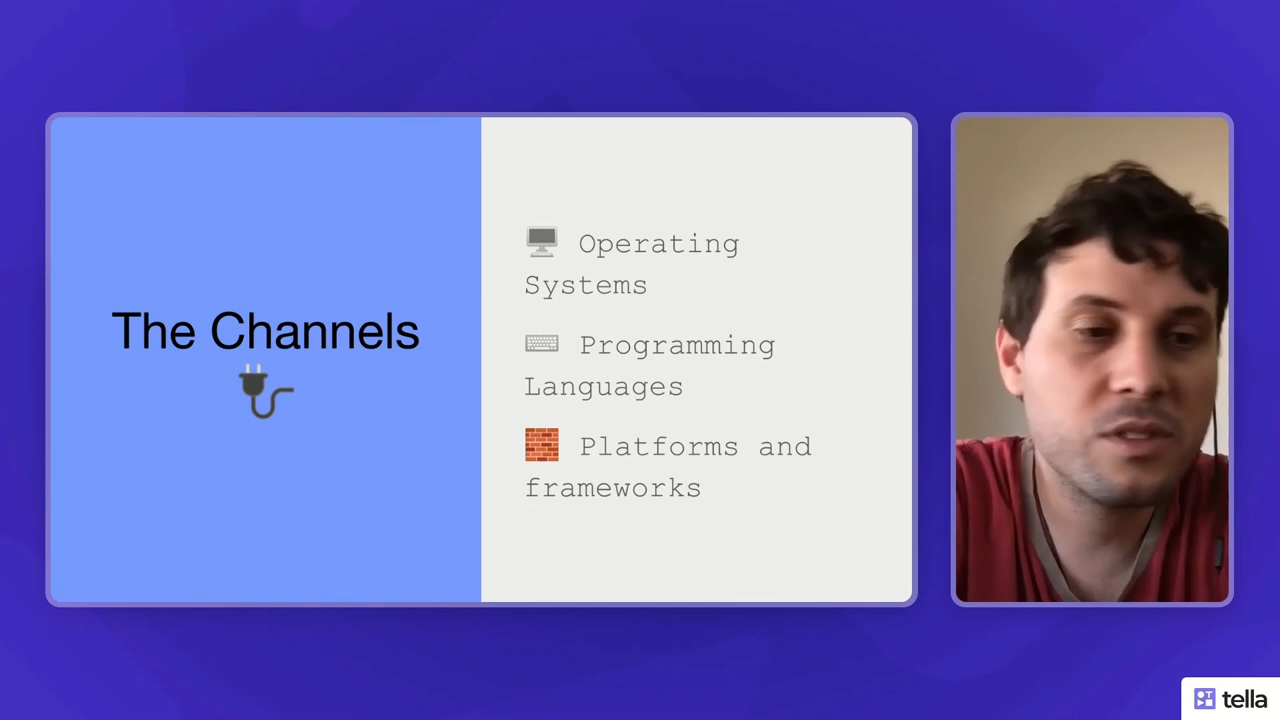 The Channels
Operating
Systems
Programming
Languages
Platforms and
frameworks
tella